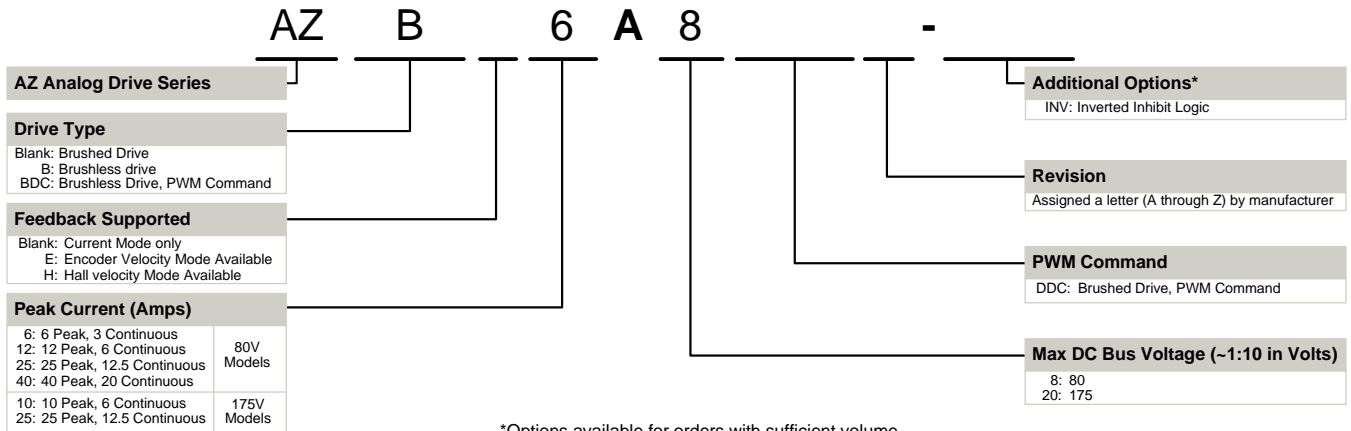 AZ B 6 A 8 -
AZ Analog Drive Series
Drive Type
Blank: Brushed Drive
B: Brushless drive
BDC: Brushless Drive, PWM Command
Feedback Supported
Blank: Current Mode only
E: Encoder Velocity Mode Available
H: Hall velocity Mode Available
Peak Current (Amps)
6: 6 Peak, 3 Continuous
12: 12 Peak, 6 Continuous
25: 25 Peak, 12.5 Continuous
40: 40 Peak, 20 Continuous
80V
Models
10: 10 Peak, 6 Continuous
25: 25 Peak, 12.5 Continuous
175V
Models
Additional Options*
INV: Inverted Inhibit Logic
Revision
Assigned a letter (A through Z) by manufacturer
PWM Command
DDC: Brushed Drive, PWM Command
Max DC Bus Voltage (~1:10 in Volts)
8: 80
20: 175
*Options available for orders with sufficient volume